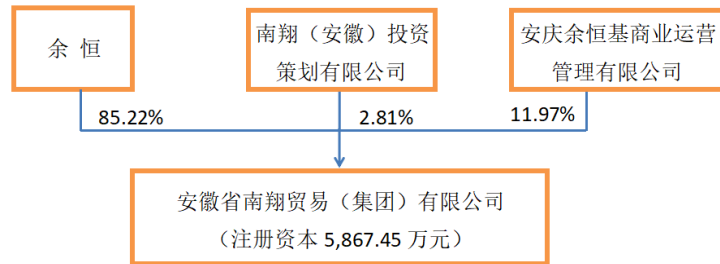 余 恒
南翔（安徽）投资
策划有限公司
安庆余恒基商业运营
管理有限公司
85.22%
2.81%
11.97%
安徽省南翔贸易（集团）有限公司
（注册资本 5,867.45 万元）